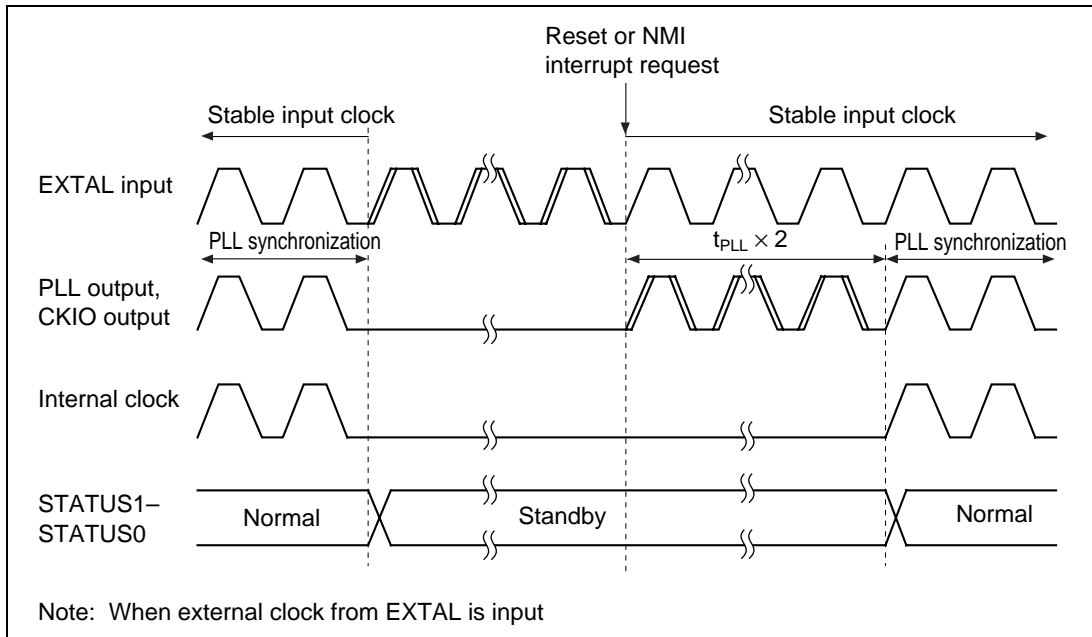 Reset or NMI
interrupt request
Stable input clock
Stable input clock
EXTAL input
PLL synchronization
tPLL × 2
PLL synchronization
PLL output,
CKIO output
Internal clock
STATUS1–
STATUS0
Normal
Standby
Normal
Note: When external clock from EXTAL is input